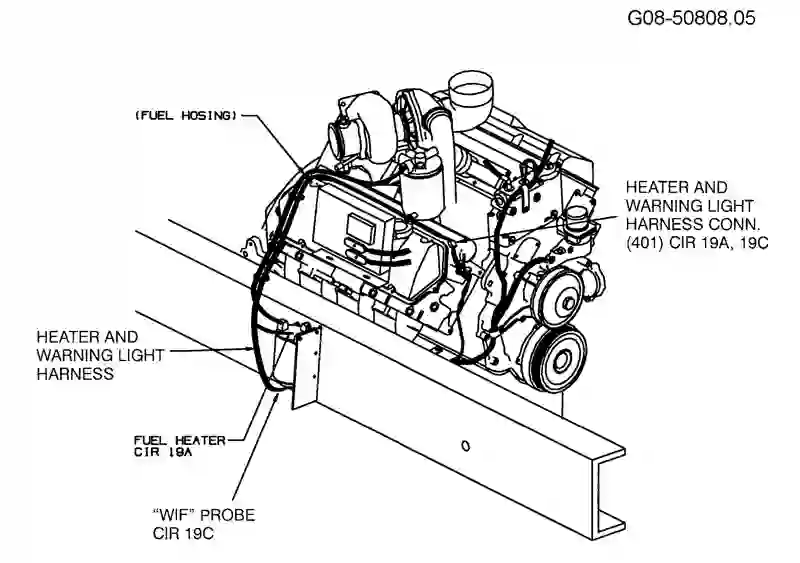 G08-50808.05
(FUEL HOSING)
HEATER AND
WARNING LIGHT
HARNESS CONN.
(401) CIR 19A, 19C
HEATER AND
WARNING LIGHT
HARNESS
FUEL HEATER
CIR 19A
“WIF” PROBE
CIR 19C